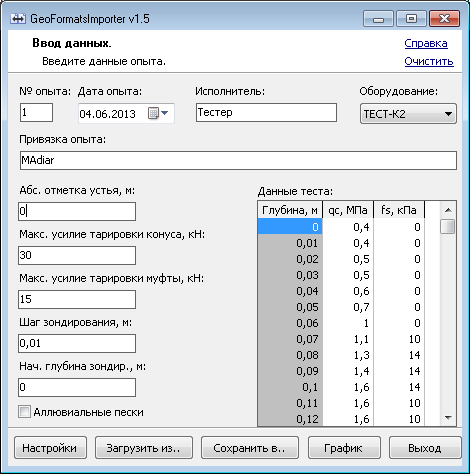 GeoFormatsImporter v1.5
Ввод данных.
Введите данные опыта.
Справка
Очистить
№ опыта: Дата опыта: Исполнитель: Оборудование:
1 04.06.2013 Тестер ТЕСТ-К2
Привязка опыта:
MAdiar
Абс. отметка устья, м:
0
Макс. усилие тарировки конуса, кН:
30
Макс. усилие тарировки муфты, кН:
15
Шаг зондирования, м:
0,01
Нач. глубина зондир., м:
0
Аллювиальные пески
Данные теста:
Глубина, м qc, МПа fs, кПа
0 0,4 0
0,01 0,4 0
0,02 0,5 0
0,03 0,5 0
0,04 0,6 0
0,05 0,7 0
0,06 1 0
0,07 1,1 10
0,08 1,3 14
0,09 1,4 14
0,1 1,6 14
0,11 1,6 10
0,12 1,6 10
Настройки Загрузить из.. Сохранить в.. График Выход